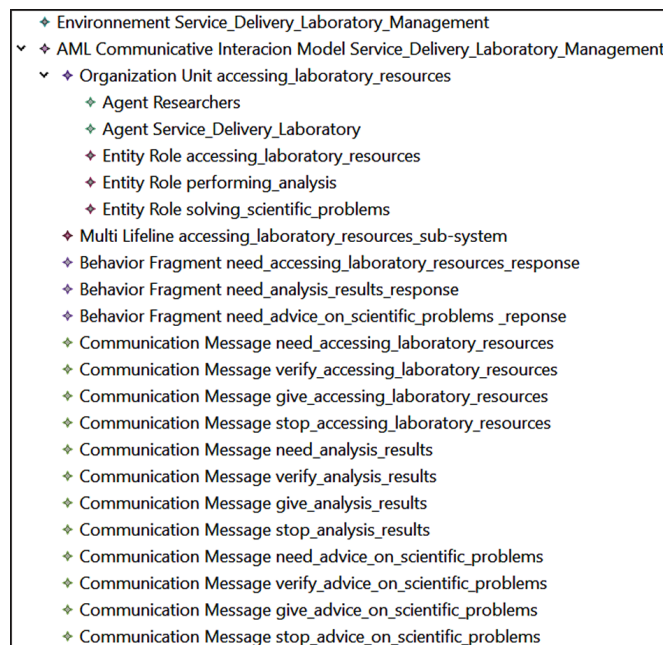 Environnement Service_Delivery_Laboratory_Management
AML Communicative Interacion Model Service_Delivery_Laboratory_Management
Organization Unit accessing_laboratory_resources
Agent Researchers
Agent Service_Delivery_Laboratory
Entity Role accessing_laboratory_resources
Entity Role performing_analysis
Entity Role solving_scientific_problems
Multi Lifeline accessing_laboratory_resources_sub-system
Behavior Fragment need_accessing_laboratory_resources_response
Behavior Fragment need_analysis_results_response
Behavior Fragment need_advice_on_scientific_problems _reponse
Communication Message need_accessing_laboratory_resources
Communication Message verify_accessing_laboratory_resources
Communication Message give_accessing_laboratory_resources
Communication Message stop_accessing_laboratory_resources
Communication Message need_analysis_results
Communication Message verify_analysis_results
Communication Message give_analysis_results
Communication Message stop_analysis_results
Communication Message need_advice_on_scientific_problems
Communication Message verify_advice_on_scientific_problems
Communication Message give_advice_on_scientific_problems
Communication Message stop_advice_on_scientific_problems